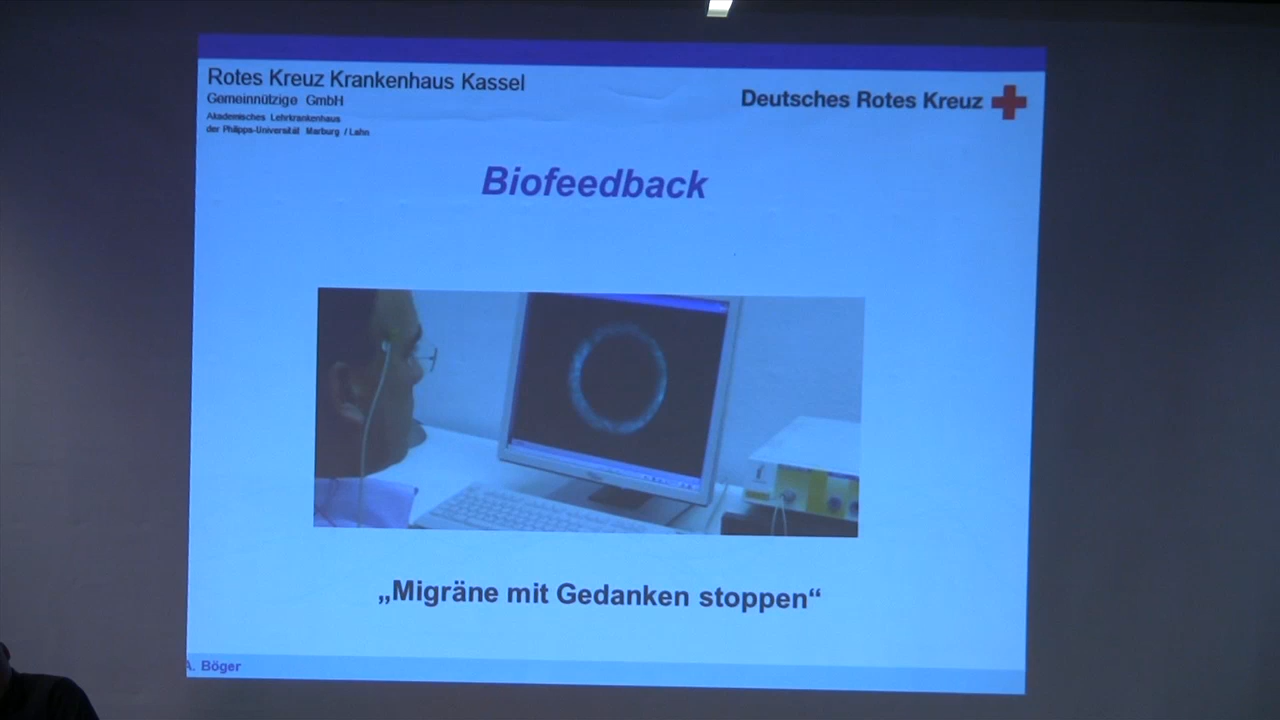 Rotes Kreuz Krankenhaus Kassel
Gemeinnützige GmbH
Akademisches Lehrkrankenhaus
der Philipps-Universität Marburg / Lahn
Deutsches Rotes Kreuz
Biofeedback
„Migräne mit Gedanken stoppen“
A. Böger